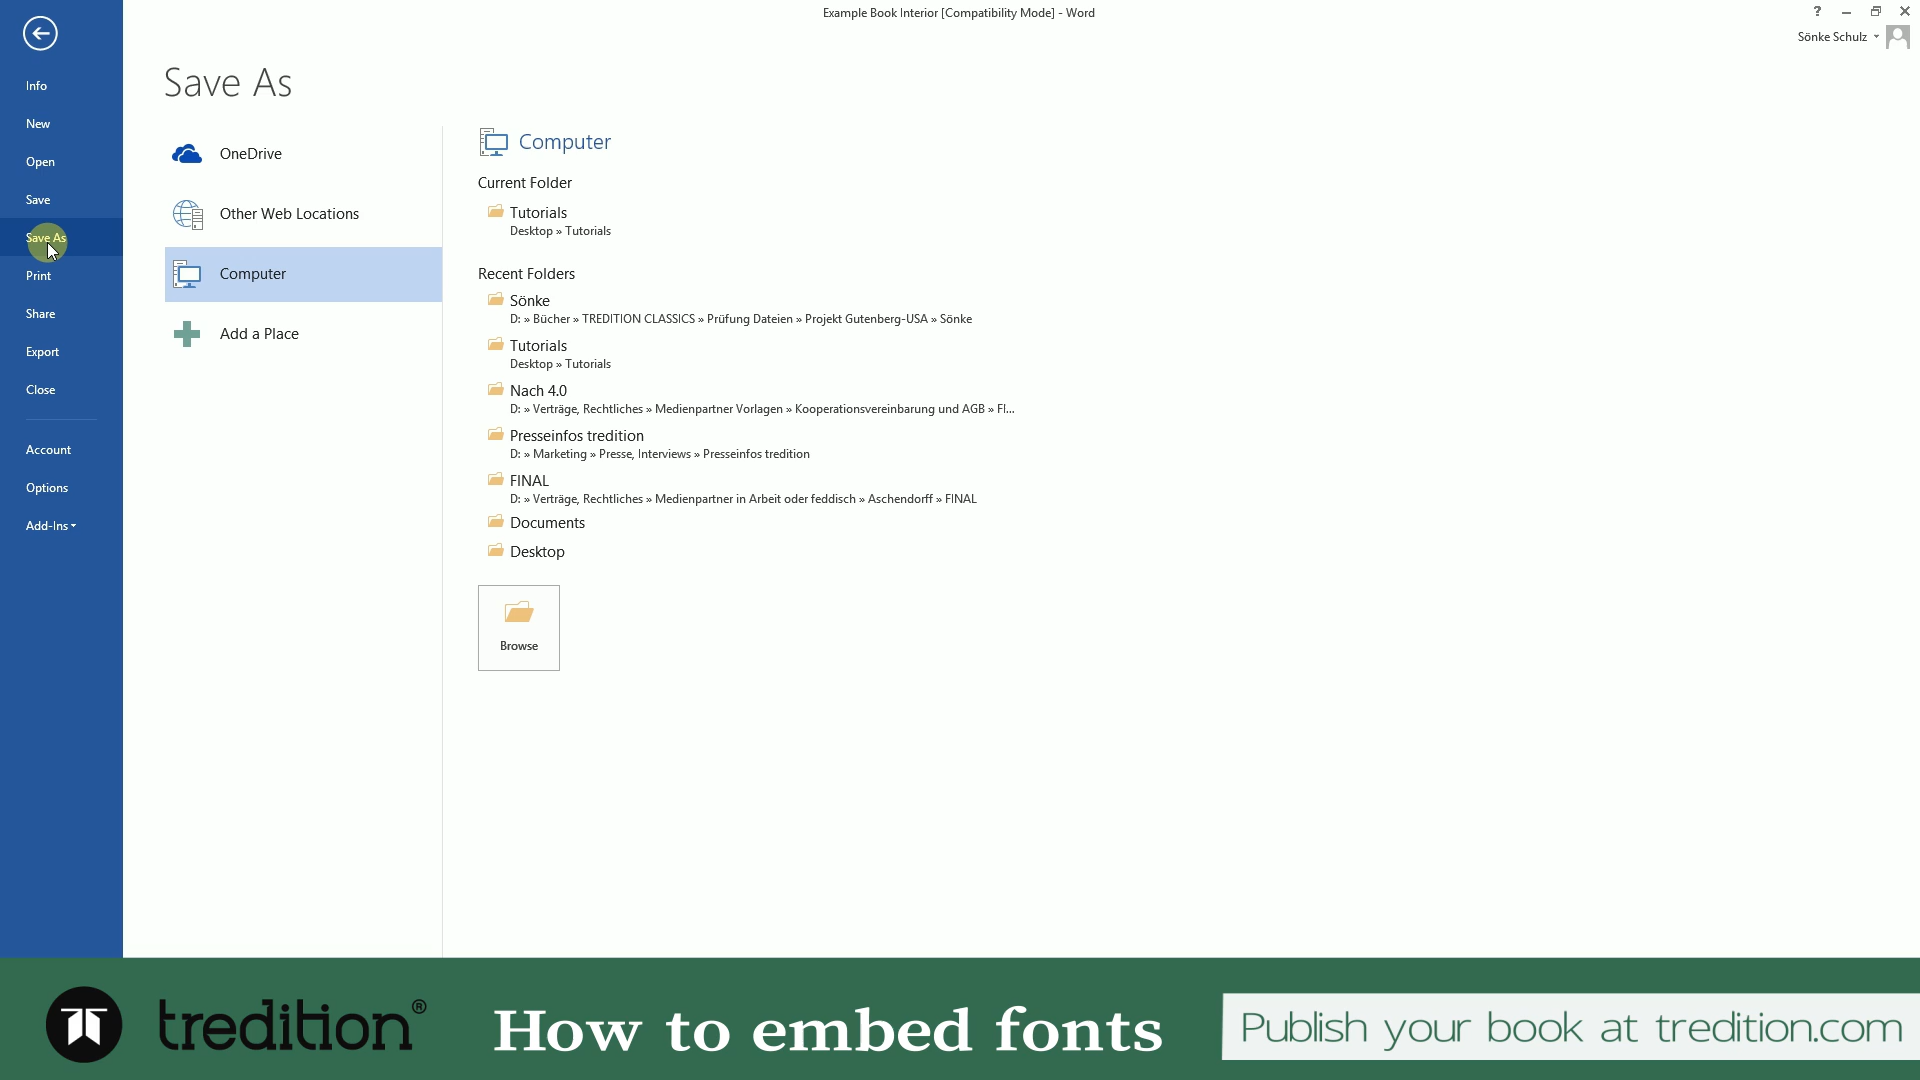 Example Book Interior [Compatibility Mode] - Word
?
Sönke Schulz
Info
New
Open
Save
Save As
Print
Share
Export
Close
Account
Options
Add-Ins
Save As
OneDrive
Other Web Locations
Computer
Add a Place
Computer
Current Folder
Tutorials
Desktop » Tutorials
Recent Folders
Sönke
D: » Bücher » TREDITION CLASSICS » Prüfung Dateien » Projekt Gutenberg-USA » Sönke
Tutorials
Desktop » Tutorials
Nach 4.0
D: » Verträge, Rechtliches » Medienpartner Vorlagen » Kooperationsvereinbarung und AGB » FI...
Presseinfos tredition
D: » Marketing » Presse, Interviews » Presseinfos tredition
FINAL
D: » Verträge, Rechtliches » Medienpartner in Arbeit oder feddisch » Aschendorff » FINAL
Documents
Desktop
Browse
tredition®
How to embed fonts
Publish your book at tredition.com